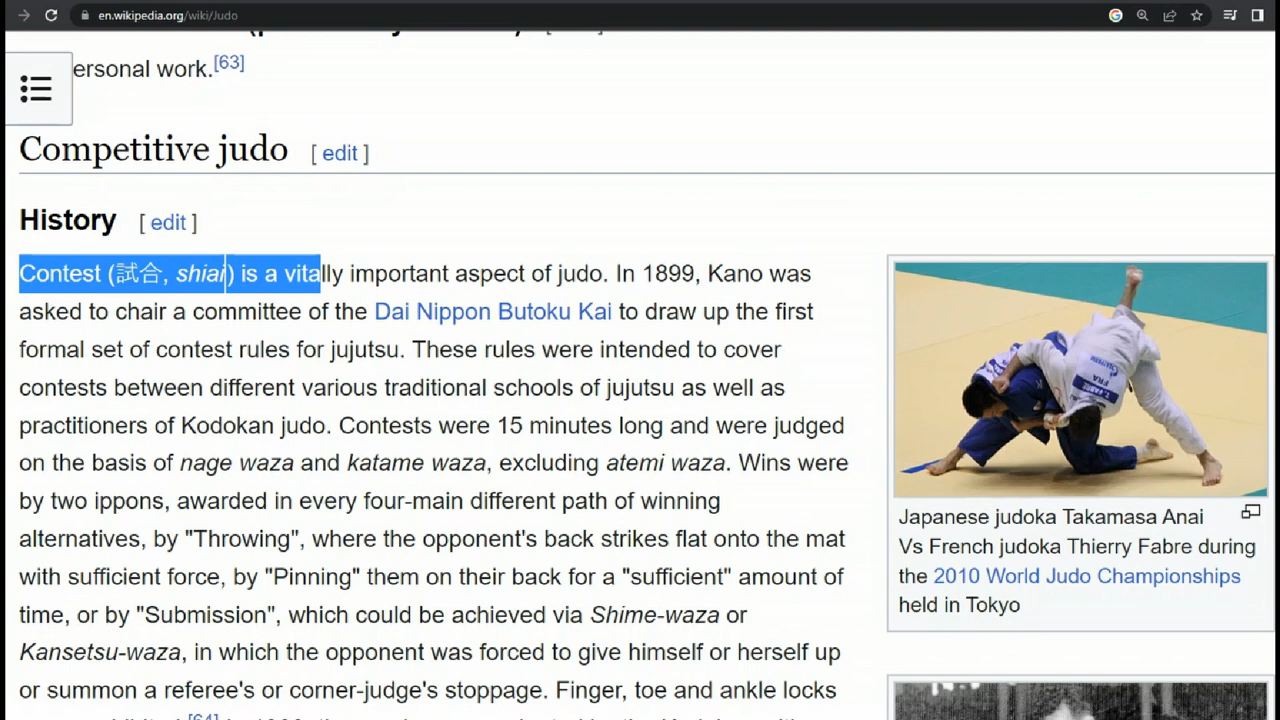 en.wikipedia.org/wiki/Judo
ersonal work.[63]
Competitive judo [ edit ]
History [ edit ]
Contest (試合, shiai) is a vitally important aspect of judo. In 1899, Kano was
asked to chair a committee of the Dai Nippon Butoku Kai to draw up the first
formal set of contest rules for jujutsu. These rules were intended to cover
contests between different various traditional schools of jujutsu as well as
practitioners of Kodokan judo. Contests were 15 minutes long and were judged
on the basis of nage waza and katame waza, excluding atemi waza. Wins were
by two ippons, awarded in every four-main different path of winning
alternatives, by "Throwing", where the opponent's back strikes flat onto the mat
with sufficient force, by "Pinning" them on their back for a "sufficient" amount of
time, or by "Submission", which could be achieved via Shime-waza or
Kansetsu-waza, in which the opponent was forced to give himself or herself up
or summon a referee's or corner-judge's stoppage. Finger, toe and ankle locks
FRA
Japanese judoka Takamasa Anai
Vs French judoka Thierry Fabre during
the 2010 World Judo Championships
held in Tokyo